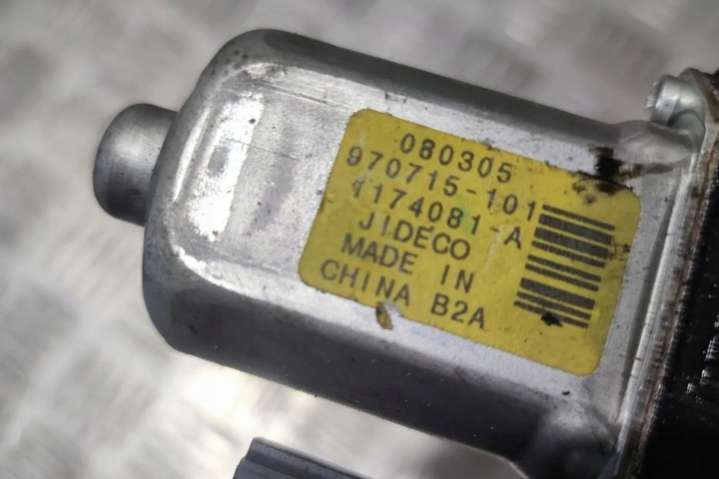 080305
970715-101
1174081-A
JIDECO
MADE IN
CHINA B2A